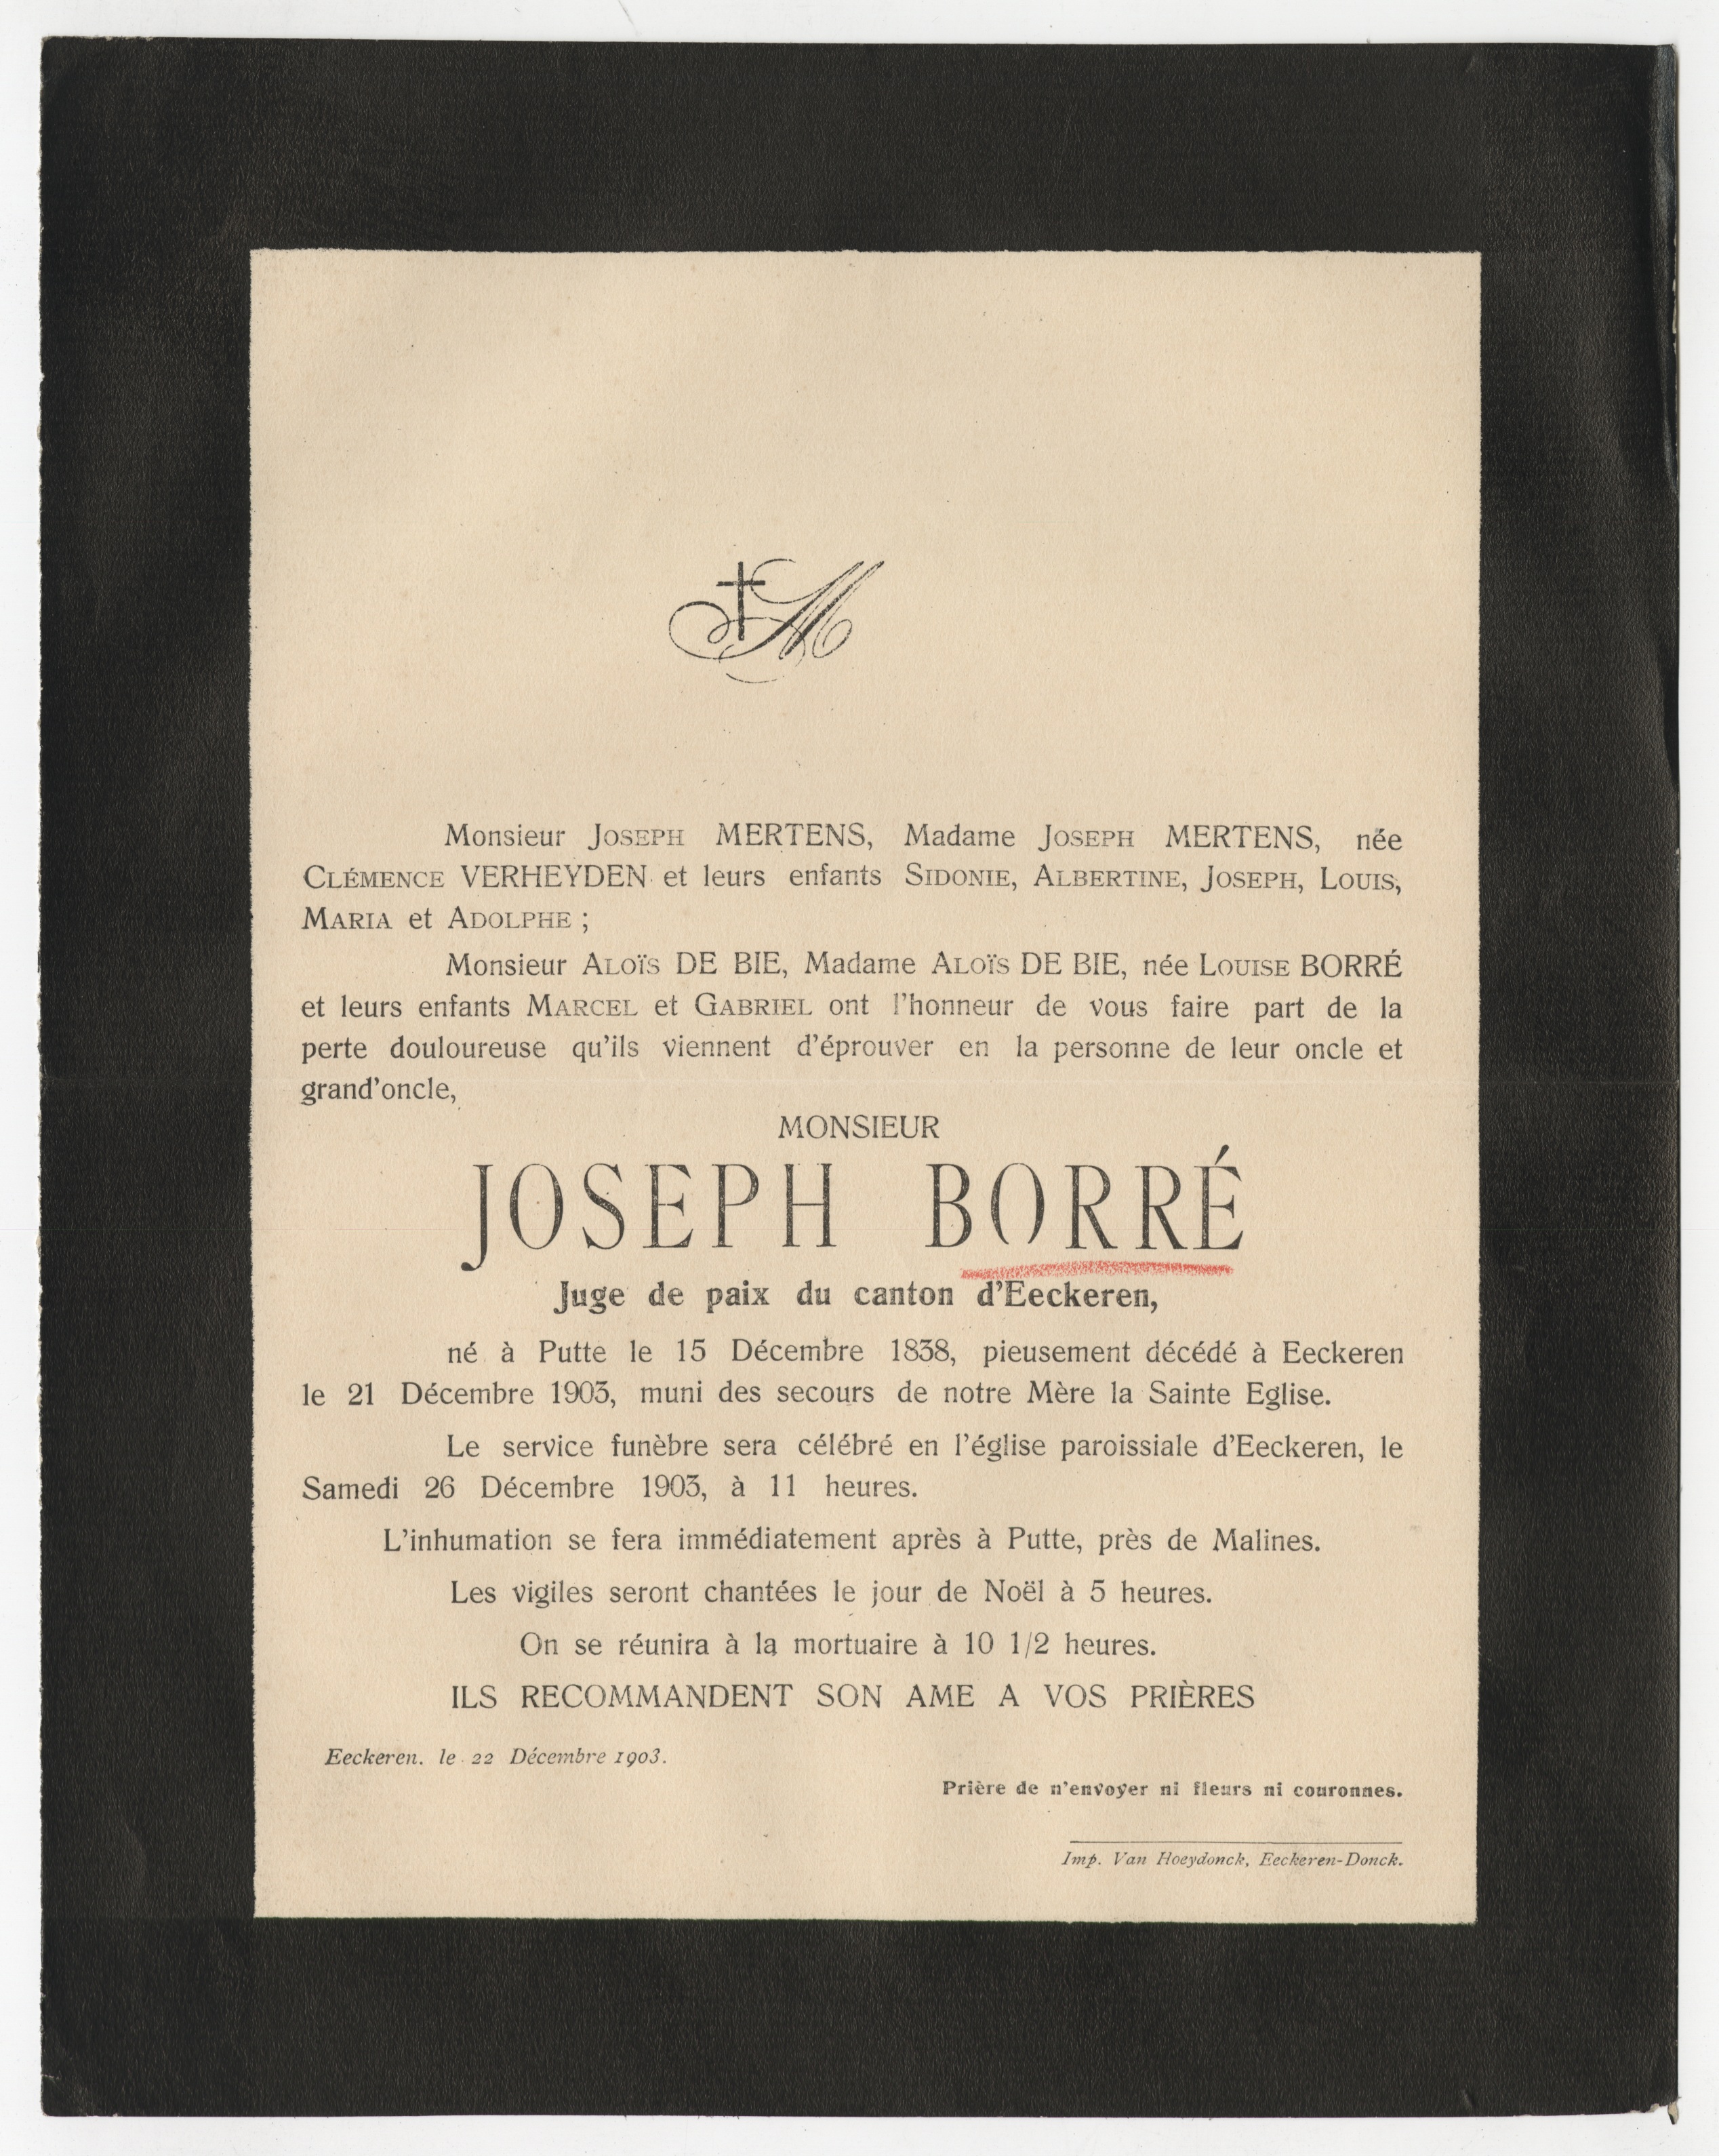 †M
Monsieur JOSEPH MERTENS, Madame JOSEPH MERTENS, née
CLÉMENCE VERHEYDEN et leurs enfants SIDONIE, ALBERTINE, JOSEPH, LOUIS,
MARIA et ADOLPHE ;
Monsieur ALOÏS DE BIE, Madame ALOÏS DE BIE, née LOUISE BORRÉ
et leurs enfants MARCEL et GABRIEL ont l'honneur de vous faire part de la
perte douloureuse qu'ils viennent d'éprouver en la personne de leur oncle et
grand'oncle,
MONSIEUR
JOSEPH BORRÉ
Juge de paix du canton d'Eeckeren,
né à Putte le 15 Décembre 1838, pieusement décédé à Eeckeren
le 21 Décembre 1903, muni des secours de notre Mère la Sainte Eglise.
Le service funèbre sera célébré en l'église paroissiale d'Eeckeren, le
Samedi 26 Décembre 1903, à 11 heures.
L'inhumation se fera immédiatement après à Putte, près de Malines.
Les vigiles seront chantées le jour de Noël à 5 heures.
On se réunira à la mortuaire à 10 1/2 heures.
ILS RECOMMANDENT SON AME A VOS PRIÈRES
Eeckeren. le 22 Décembre 1903.
Prière de n'envoyer ni fleurs ni couronnes.
Imp. Van Hoeydonck, Eeckeren-Donck.